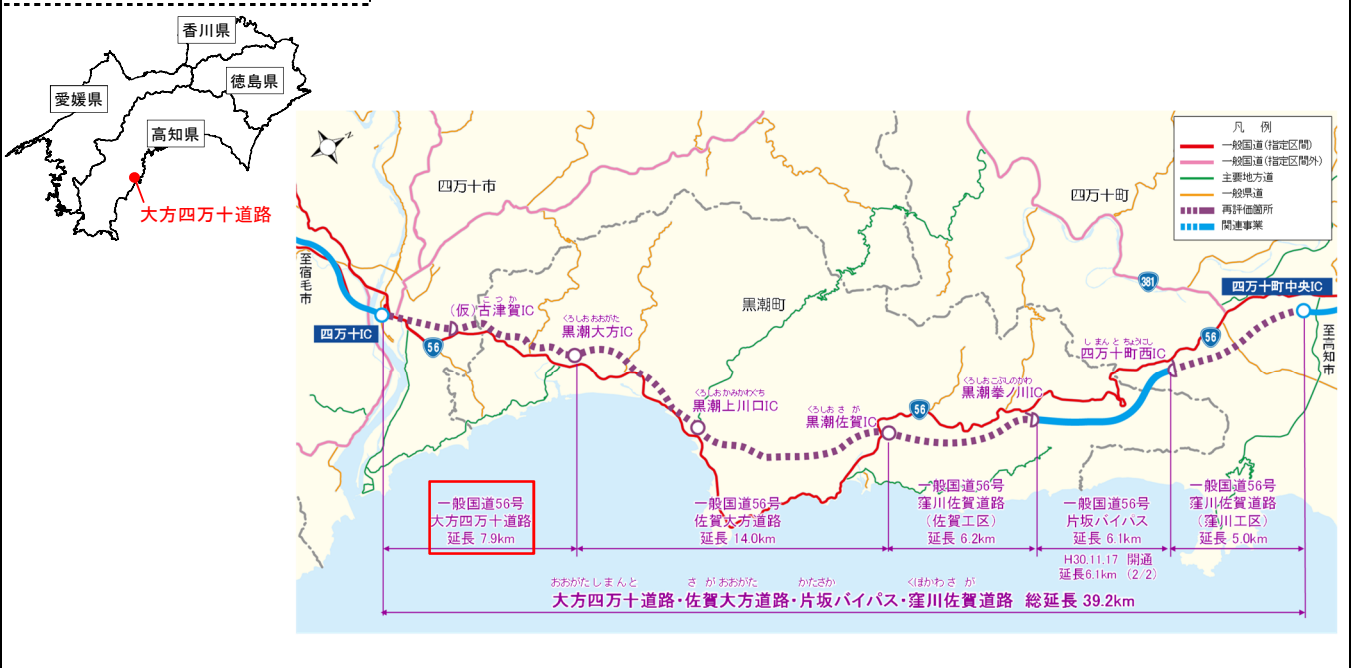 香川県
徳島県
愛媛県
高知県
大方四万十道路
N
凡 例
一般国道(指定区間)
一般国道(指定区間外)
主要地方道
一般県道
再評価箇所
関連事業
四万十市
四万十町
黒潮町
至宿毛市
四万十IC
こつか
(仮)古津賀IC
くろしおおおがた
黒潮大方IC
くろしおかみかわぐち
黒潮上川口IC
くろしおさが
黒潮佐賀IC
くろしおこぶしのかわ
黒潮拳ノ川IC
しまんとちょうにし
四万十町西IC
四万十町中央IC
至高知市
56
56
56
381
一般国道56号
大方四万十道路
延長 7.9km
一般国道56号
佐賀大方道路
延長 14.0km
一般国道56号
窪川佐賀道路
(佐賀工区)
延長 6.2km
一般国道56号
片坂バイパス
延長 6.1km
H30.11.17 開通
延長6.1km (2/2)
一般国道56号
窪川佐賀道路
(窪川工区)
延長 5.0km
おおがたしまんと さがおおがた かたさか くぼかわさが
大方四万十道路・佐賀大方道路・片坂バイパス・窪川佐賀道路 総延長 39.2km